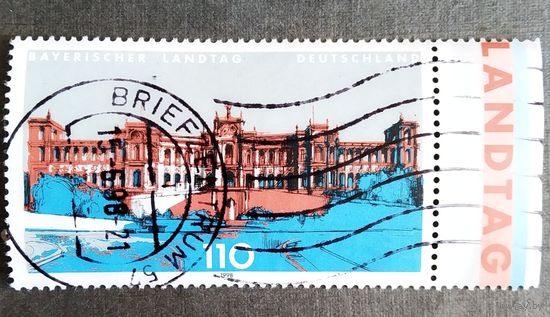 BAYERISCHER LANDTAG DEUTSCHLAND
BRIEF
110
1998
LANDTAG